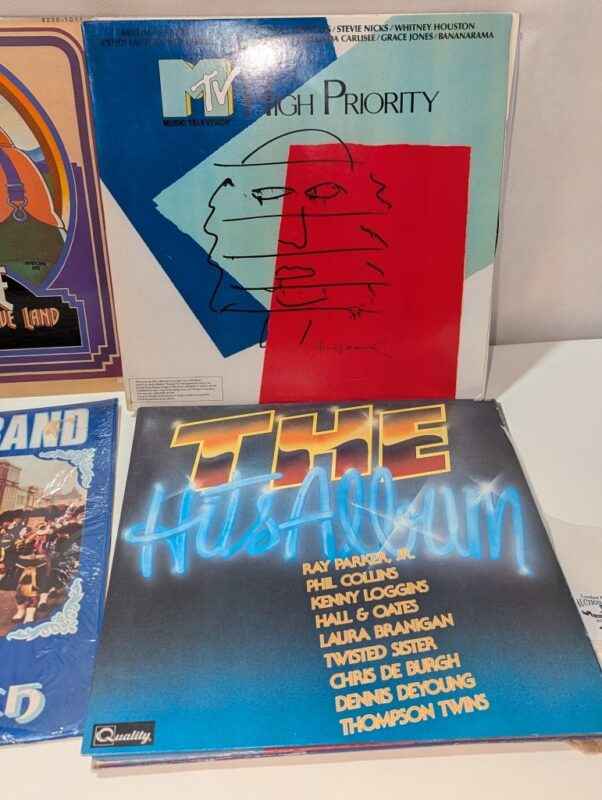 STEVIE NICKS / WHITNEY HOUSTON
DA CARLISLE / GRACE JONES / BANANARAMA
MTV
MUSIC TELEVISION
HIGH PRIORITY
LAND
BAND
THE
Hits Album
RAY PARKER, JR.
PHIL COLLINS
KENNY LOGGINS
HALL & OATES
LAURA BRANIGAN
TWISTED SISTER
CHRIS DE BURGH
DENNIS DEYOUNG
THOMPSON TWINS
Quality